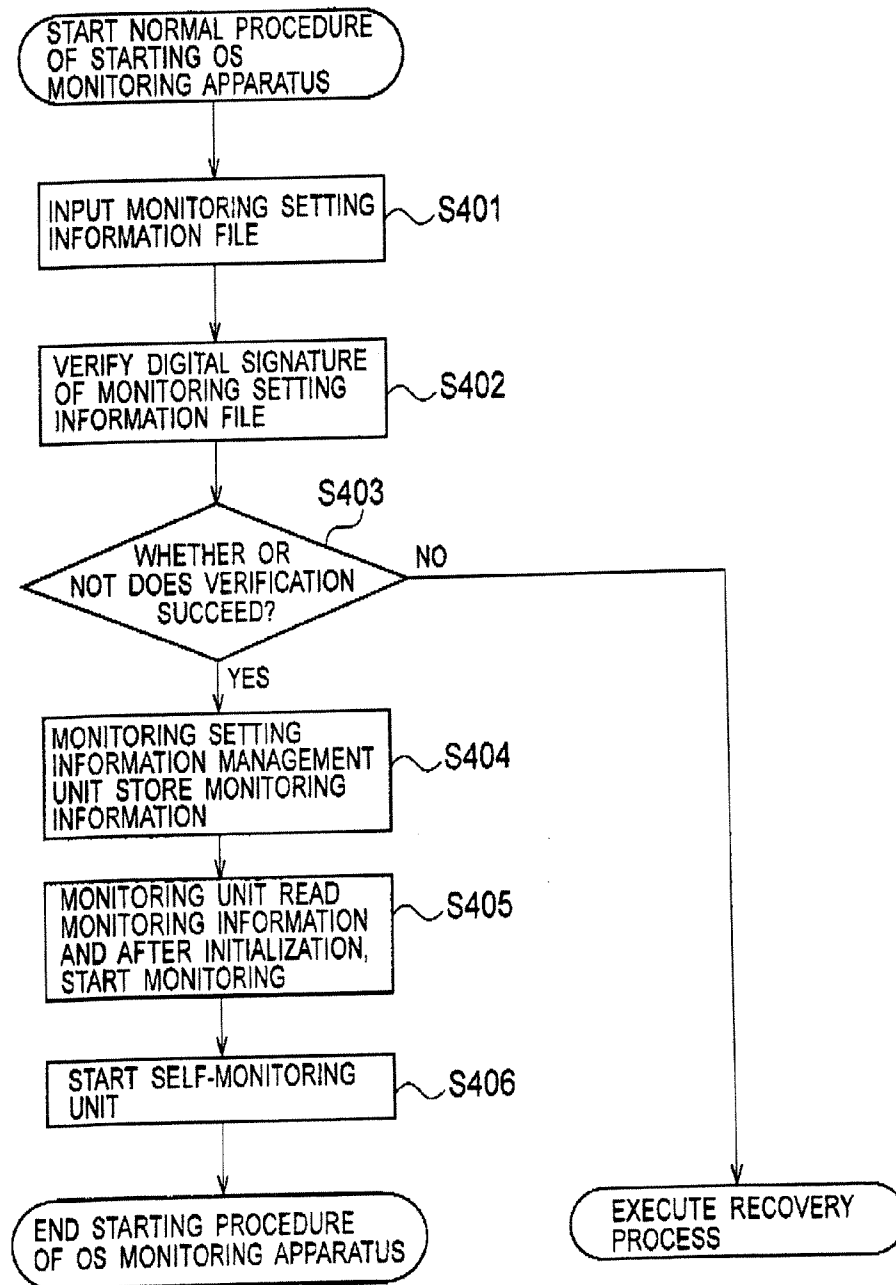 START NORMAL PROCEDURE
OF STARTING OS
MONITORING APPARATUS
INPUT MONITORING SETTING
INFORMATION FILE
S401
VERIFY DIGITAL SIGNATURE
OF MONITORING SETTING
INFORMATION FILE
S402
S403
WHETHER OR
NOT DOES VERIFICATION
SUCCEED?
NO
YES
MONITORING SETTING
INFORMATION MANAGEMENT
UNIT STORE MONITORING
INFORMATION
S404
MONITORING UNIT READ
MONITORING INFORMATION
AND AFTER INITIALIZATION,
START MONITORING
S405
START SELF-MONITORING
UNIT
S406
END STARTING PROCEDURE
OF OS MONITORING APPARATUS
EXECUTE RECOVERY
PROCESS